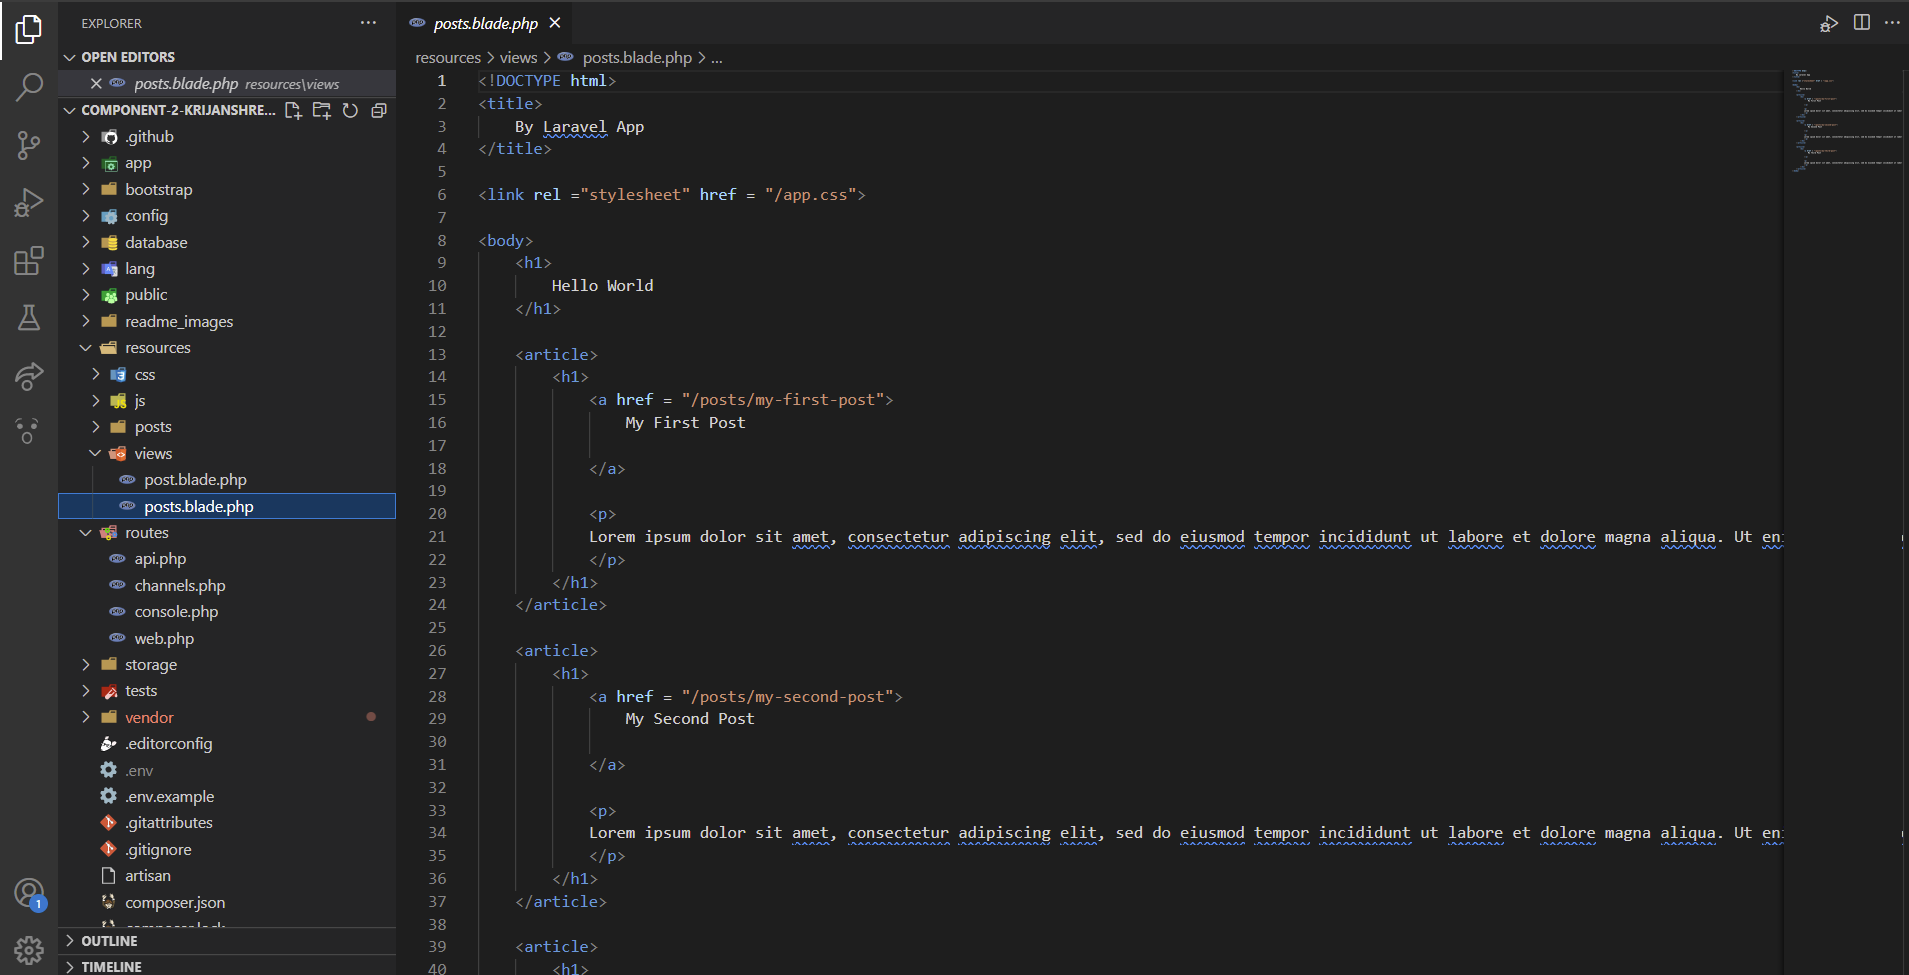 EXPLORER
OPEN EDITORS
posts.blade.php resources\views
COMPONENT-2-KRIJANSHRE...
.github
app
bootstrap
config
database
lang
public
readme_images
resources
css
js
posts
views
post.blade.php
posts.blade.php
routes
api.php
channels.php
console.php
web.php
storage
tests
vendor
.editorconfig
.env
.env.example
.gitattributes
.gitignore
artisan
composer.json
OUTLINE
TIMELINE
1
posts.blade.php
resources > views > posts.blade.php > ...
1 <!DOCTYPE html>
2 <title>
3 By Laravel App
4 </title>
5
6 <link rel ="stylesheet" href = "/app.css">
7
8 <body>
9 <h1>
10 Hello World
11 </h1>
12
13 <article>
14 <h1>
15 <a href = "/posts/my-first-post">
16 My First Post
17
18 </a>
19
20 <p>
21 Lorem ipsum dolor sit amet, consectetur adipiscing elit, sed do eiusmod tempor incididunt ut labore et dolore magna aliqua. Ut eni
22 </p>
23 </h1>
24 </article>
25
26 <article>
27 <h1>
28 <a href = "/posts/my-second-post">
29 My Second Post
30
31 </a>
32
33 <p>
34 Lorem ipsum dolor sit amet, consectetur adipiscing elit, sed do eiusmod tempor incididunt ut labore et dolore magna aliqua. Ut eni
35 </p>
36 </h1>
37 </article>
38
39 <article>
40 <h1>